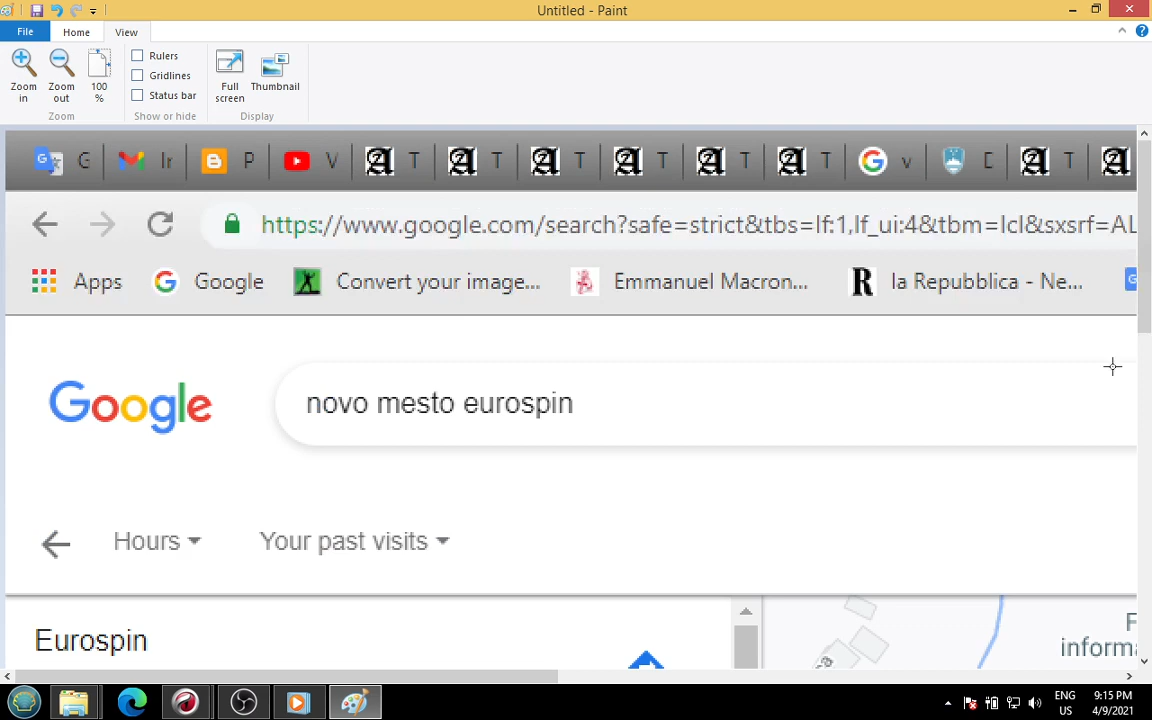 Untitled - Paint
File Home View
Zoom in
Zoom out
100 %
Rulers
Gridlines
Status bar
Full screen
Thumbnail
Zoom
Show or hide
Display
G Ir P V T T T T T T v T
https://www.google.com/search?safe=strict&tbs=lf:1,lf_ui:4&tbm=lcl&sxsrf=AL
Apps Google Convert your image... Emmanuel Macron... la Repubblica - Ne...
Google novo mesto eurospin
Hours Your past visits
Eurospin
F
informa
ENG 9:15 PM
US 4/9/2021